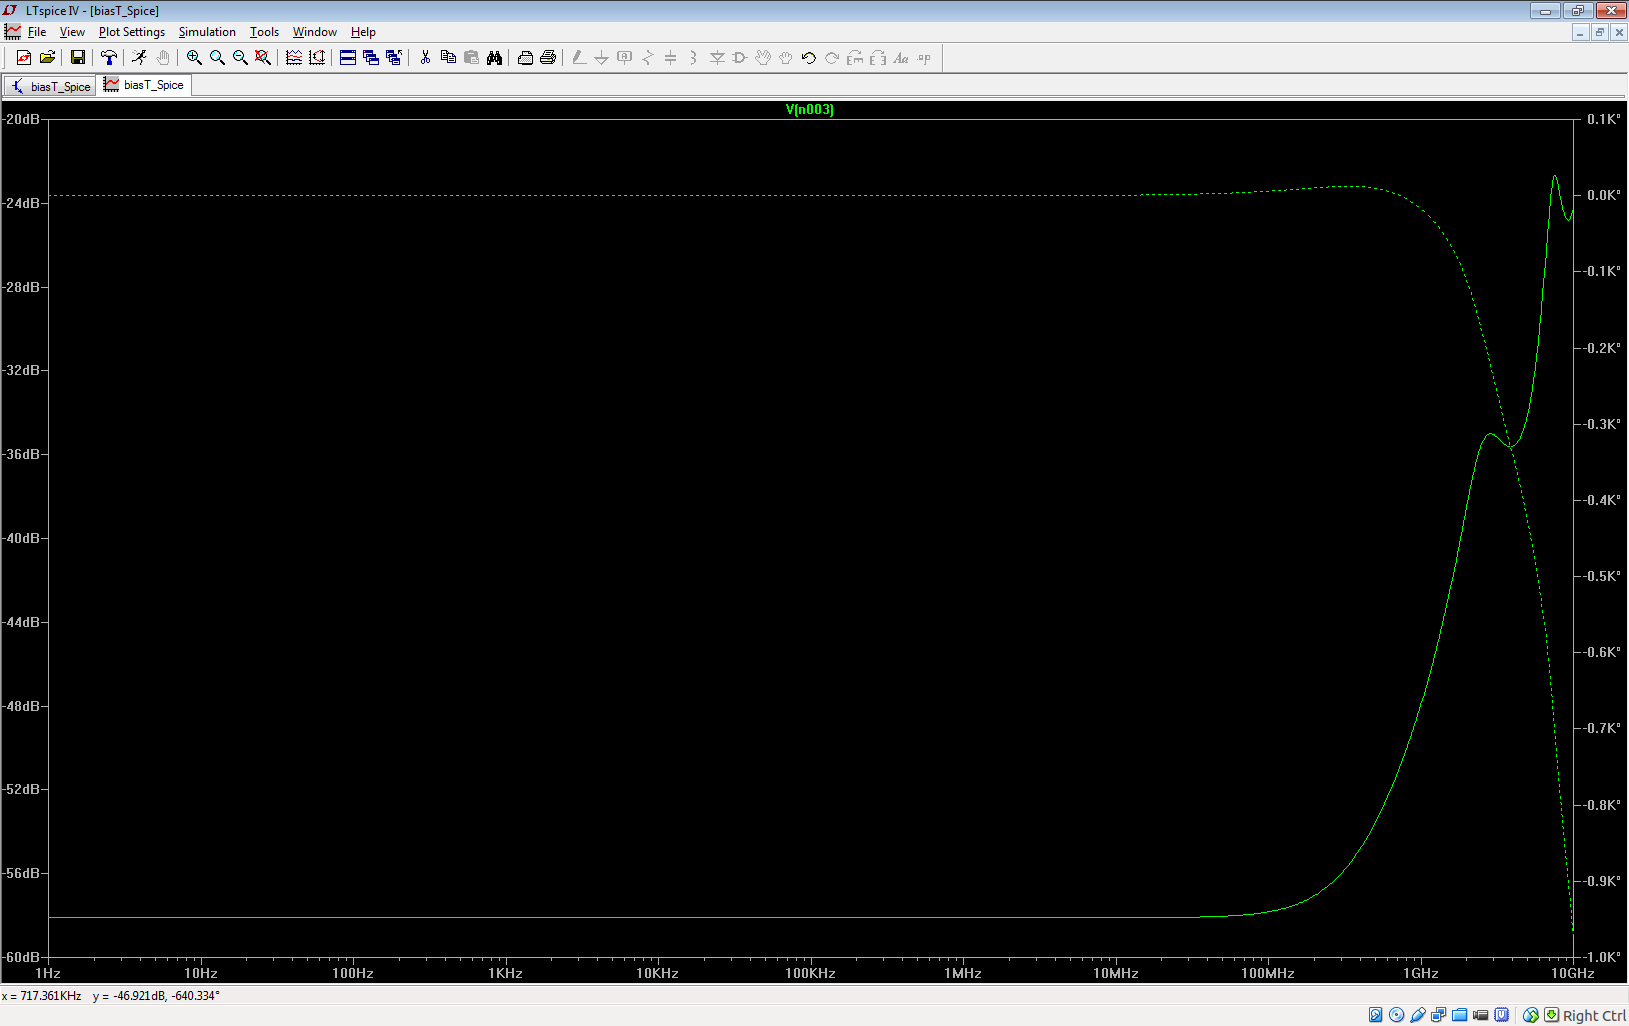 LTspice IV - [biasT_Spice]
File View Plot Settings Simulation Tools Window Help
biasT_Spice biasT_Spice
V(n003)
-20dB 0.1K°
-24dB 0.0K°
-28dB -0.1K°
-32dB -0.2K°
-36dB -0.3K°
-40dB -0.4K°
-44dB -0.5K°
-48dB -0.6K°
-52dB -0.7K°
-56dB -0.8K°
-60dB -0.9K°
-1.0K°
1Hz 10Hz 100Hz 1KHz 10KHz 100KHz 1MHz 10MHz 100MHz 1GHz 10GHz
x = 717.361KHz y = -46.921dB, -640.334°
Right Ctrl